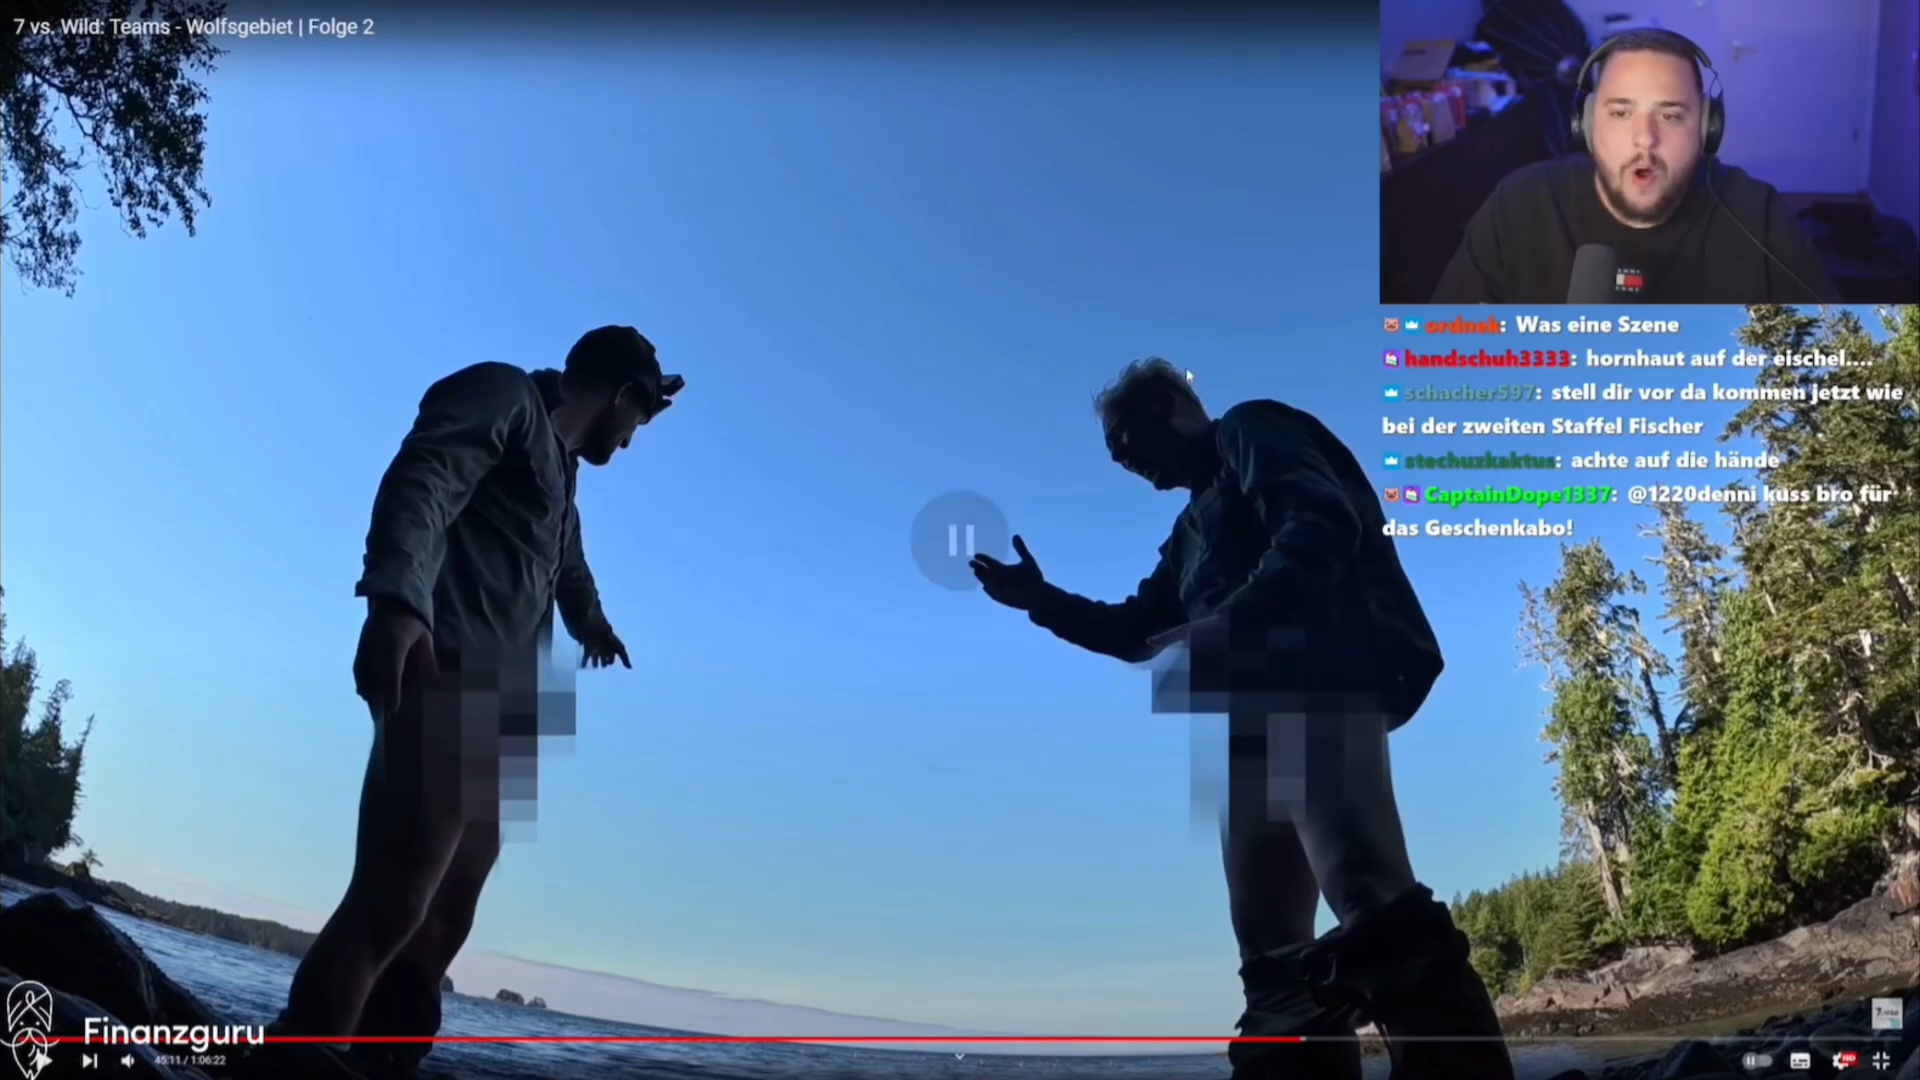 7 vs. Wild: Teams - Wolfsgebiet | Folge 2
ordnek: Was eine Szene
handschuh3333: hornhaut auf der eischel....
schacher597: stell dir vor da kommen jetzt wie
bei der zweiten Staffel Fischer
stechuzkaktus: achte auf die hände
CaptainDope1337: @1220denni kuss bro für
das Geschenkabo!
Finanzguru
45:11 / 1:06:22
HD